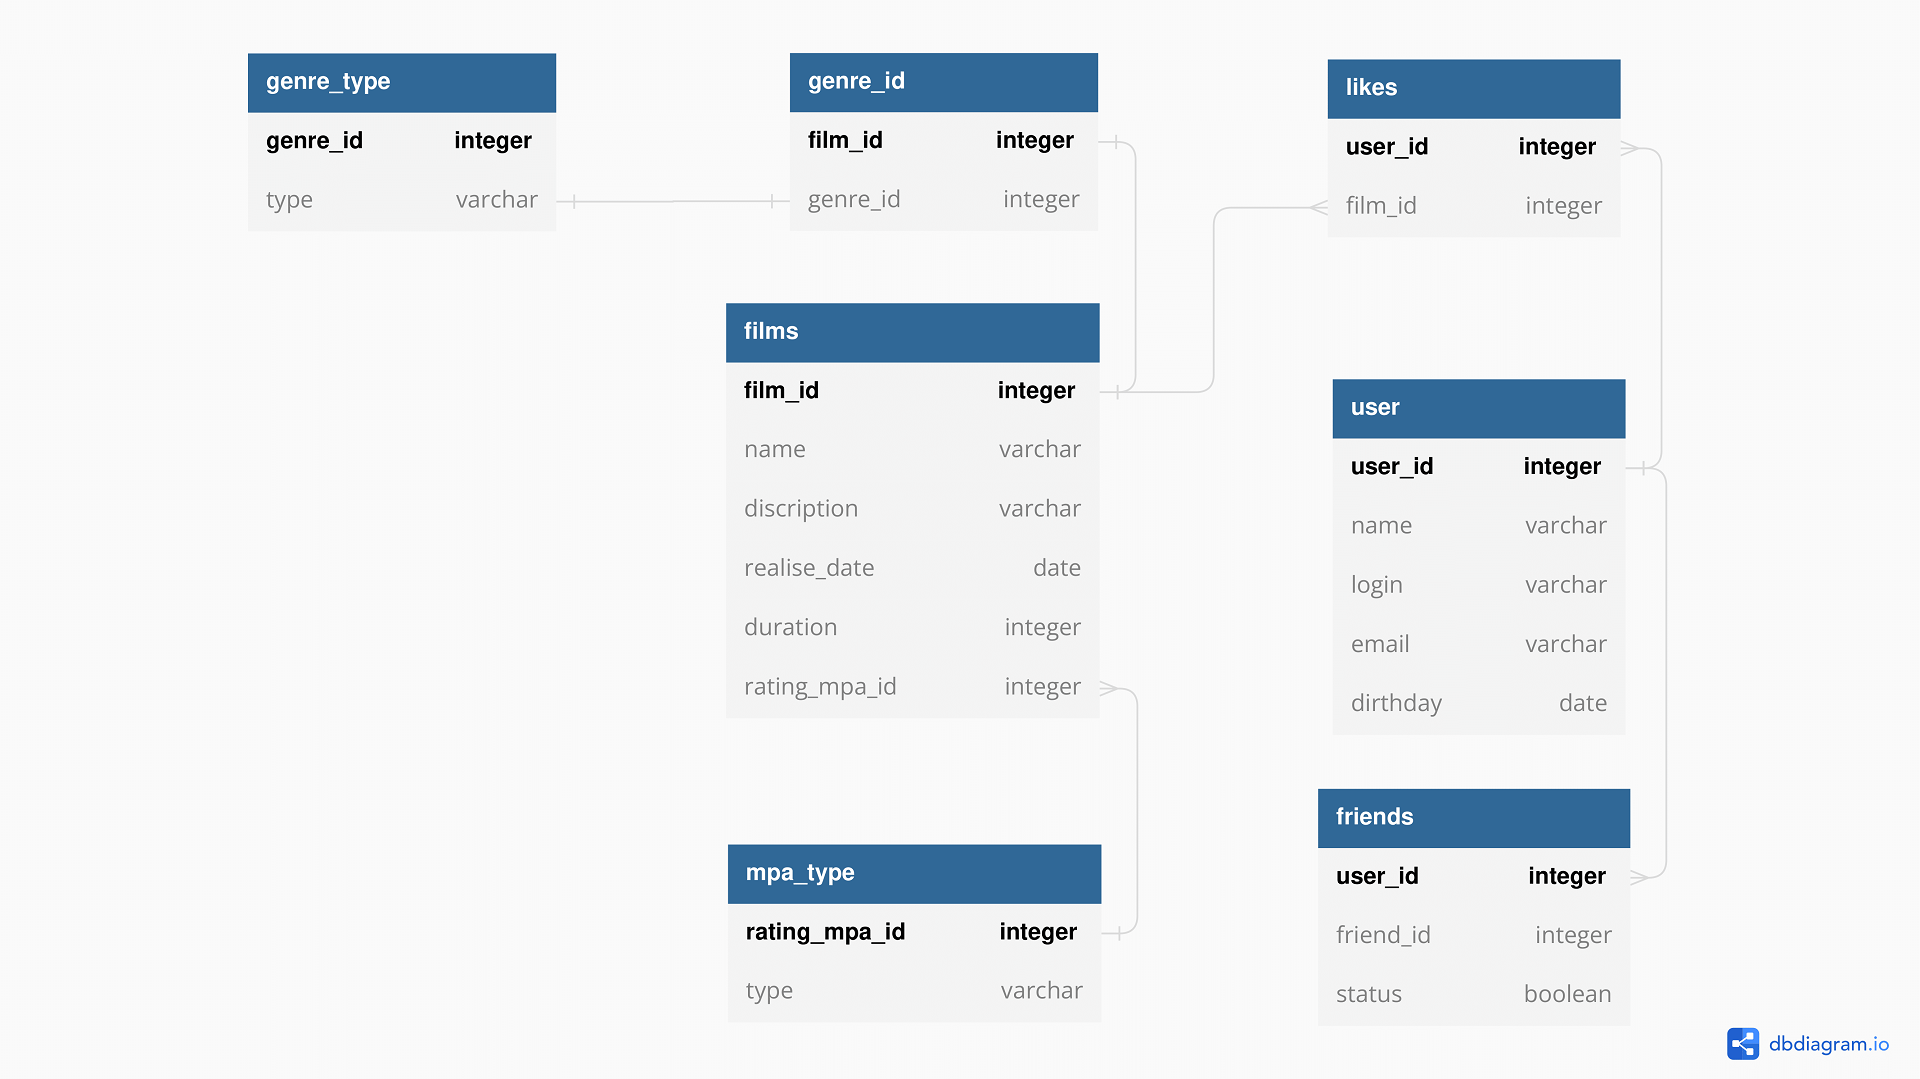 genre_type
genre_id integer
type varchar
genre_id
film_id integer
genre_id integer
likes
user_id integer
film_id integer
films
film_id integer
name varchar
discription varchar
realise_date date
duration integer
rating_mpa_id integer
user
user_id integer
name varchar
login varchar
email varchar
dirthday date
mpa_type
rating_mpa_id integer
type varchar
friends
user_id integer
friend_id integer
status boolean
dbdiagram.io